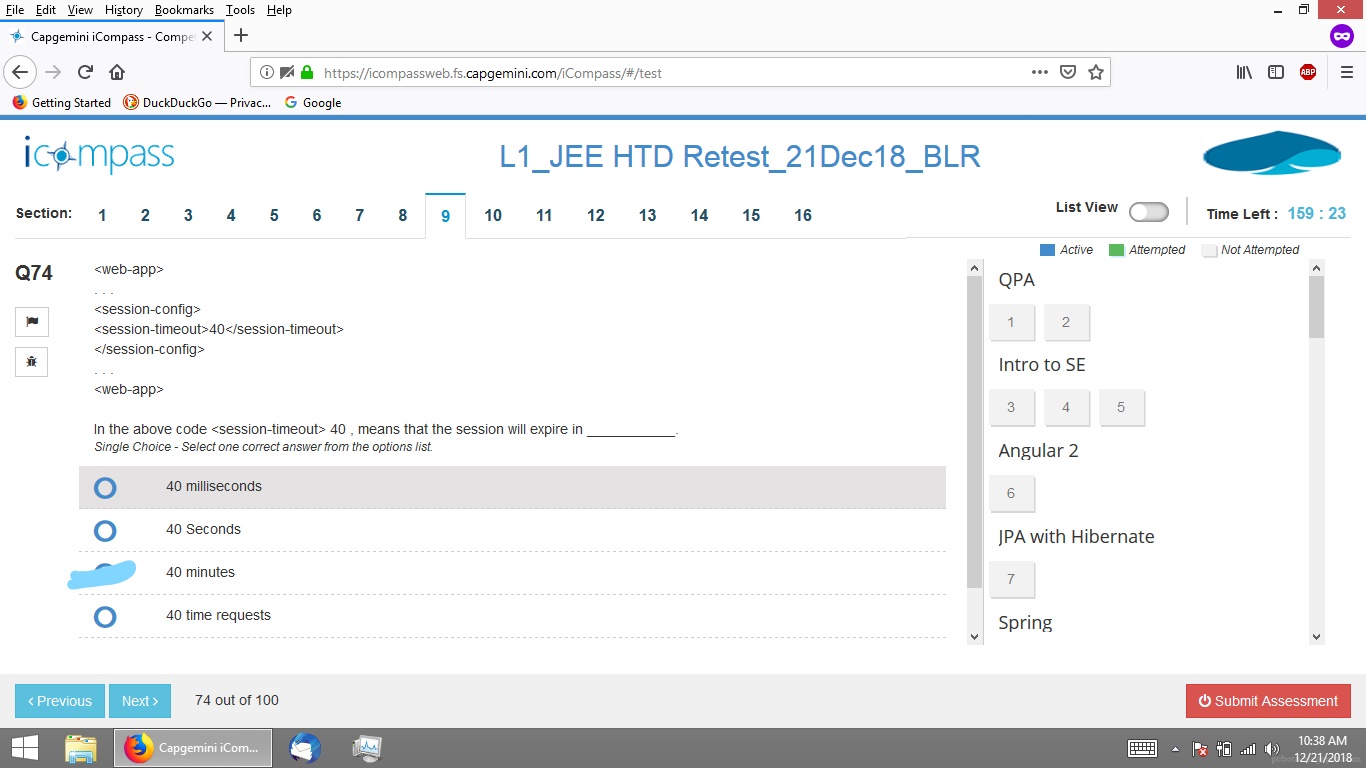 File Edit View History Bookmarks Tools Help
Capgemini iCompass - Compe
https://icompassweb.fs.capgemini.com/iCompass/#/test
Getting Started DuckDuckGo — Privac... Google
icompass
L1_JEE HTD Retest_21Dec18_BLR
Section: 1 2 3 4 5 6 7 8 9 10 11 12 13 14 15 16
List View
Time Left : 159 : 23
Active Attempted Not Attempted
Q74
<web-app>
. . .
<session-config>
<session-timeout>40</session-timeout>
</session-config>
. . .
<web-app>
In the above code <session-timeout> 40 , means that the session will expire in ____________.
Single Choice - Select one correct answer from the options list.
40 milliseconds
40 Seconds
40 minutes
40 time requests
QPA
1 2
Intro to SE
3 4 5
Angular 2
6
JPA with Hibernate
7
Spring
Previous Next 74 out of 100
Submit Assessment
Capgemini iCom...
10:38 AM
12/21/2018